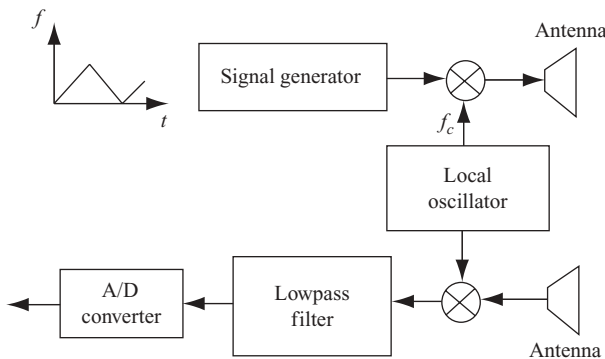 f
Antenna
Signal generator
t
f_c
Local
oscillator
A/D
converter
Lowpass
filter
Antenna